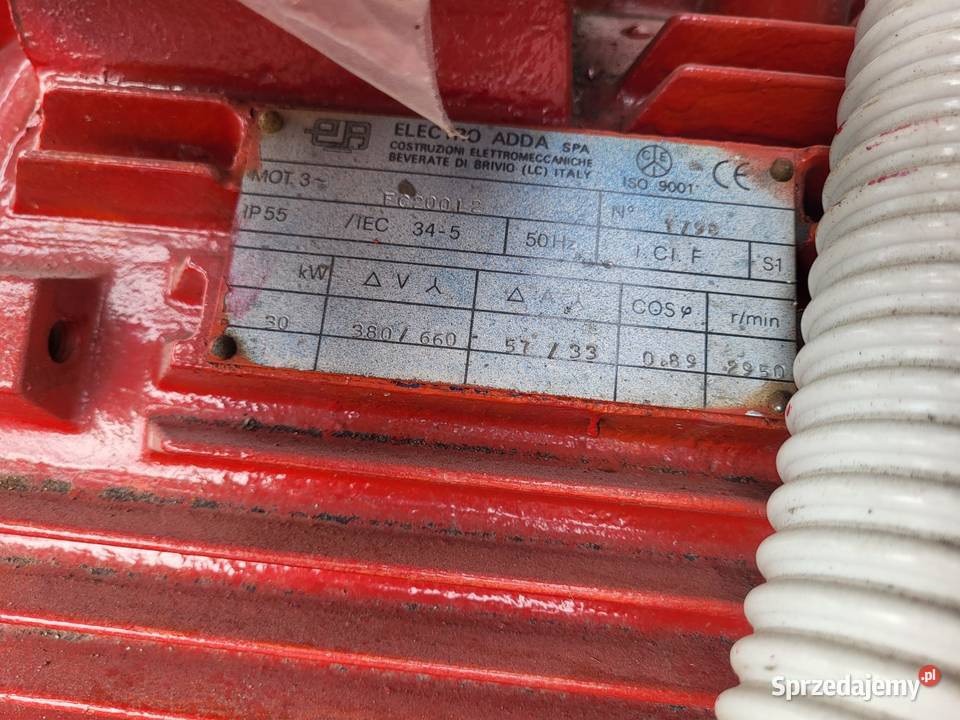 ELECTRO ADDA SPA
COSTRUZIONI ELETTROMECCANICHE
BEVERATE DI BRIVIO (LC) ITALY
ISO 9001 CE
MOT. 3~ N°
IP55 /IEC 34-5 50Hz I.Cl. F S1
kW Δ V Y Δ A Y COSφ r/min
30 380/660 57/33 0.89 2950
Sprzedajemy.pl